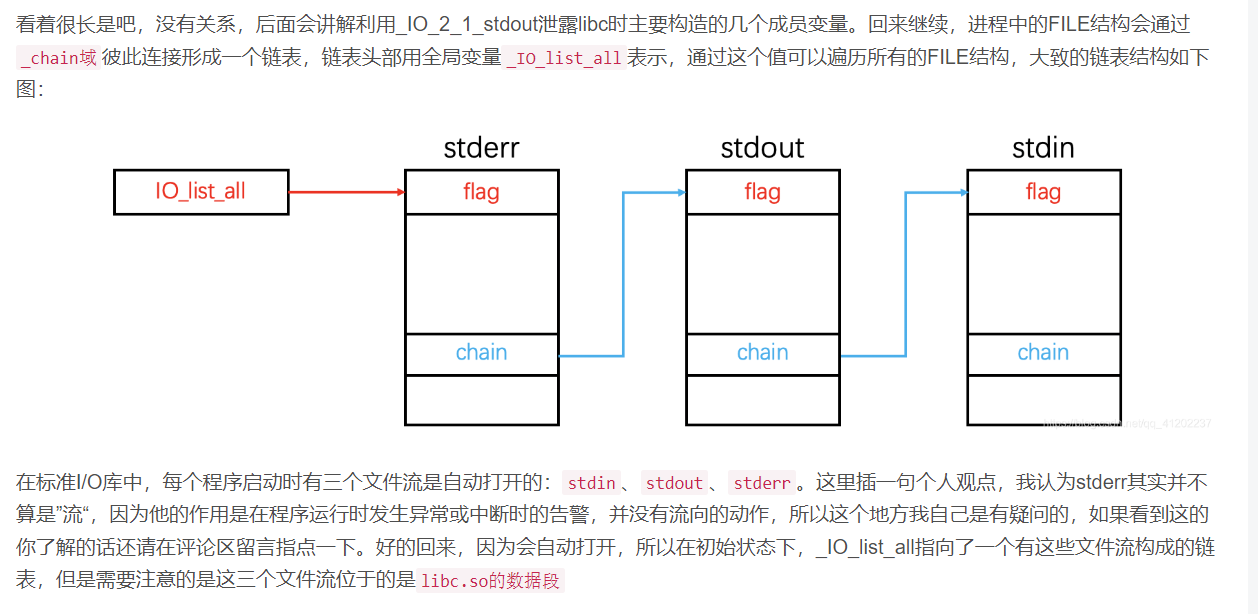 看着很长是吧，没有关系，后面会讲解利用_IO_2_1_stdout泄露libc时主要构造的几个成员变量。回来继续，进程中的FILE结构会通过
_chain域 彼此连接形成一个链表，链表头部用全局变量 _IO_list_all 表示，通过这个值可以遍历所有的FILE结构，大致的链表结构如下
图：
stderr stdout stdin
IO_list_all flag flag flag
chain chain chain
https://blog.csdn.net/qq_41202237
在标准I/O库中，每个程序启动时有三个文件流是自动打开的： stdin 、 stdout 、 stderr 。这里插一句个人观点，我认为stderr其实并不
算是”流“，因为他的作用是在程序运行时发生异常或中断时的告警，并没有流向的动作，所以这个地方我自己是有疑问的，如果看到这的
你了解的话还请在评论区留言指点一下。好的回来，因为会自动打开，所以在初始状态下，_IO_list_all指向了一个有这些文件流构成的链
表，但是需要注意的是这三个文件流位于的是 libc.so的数据段